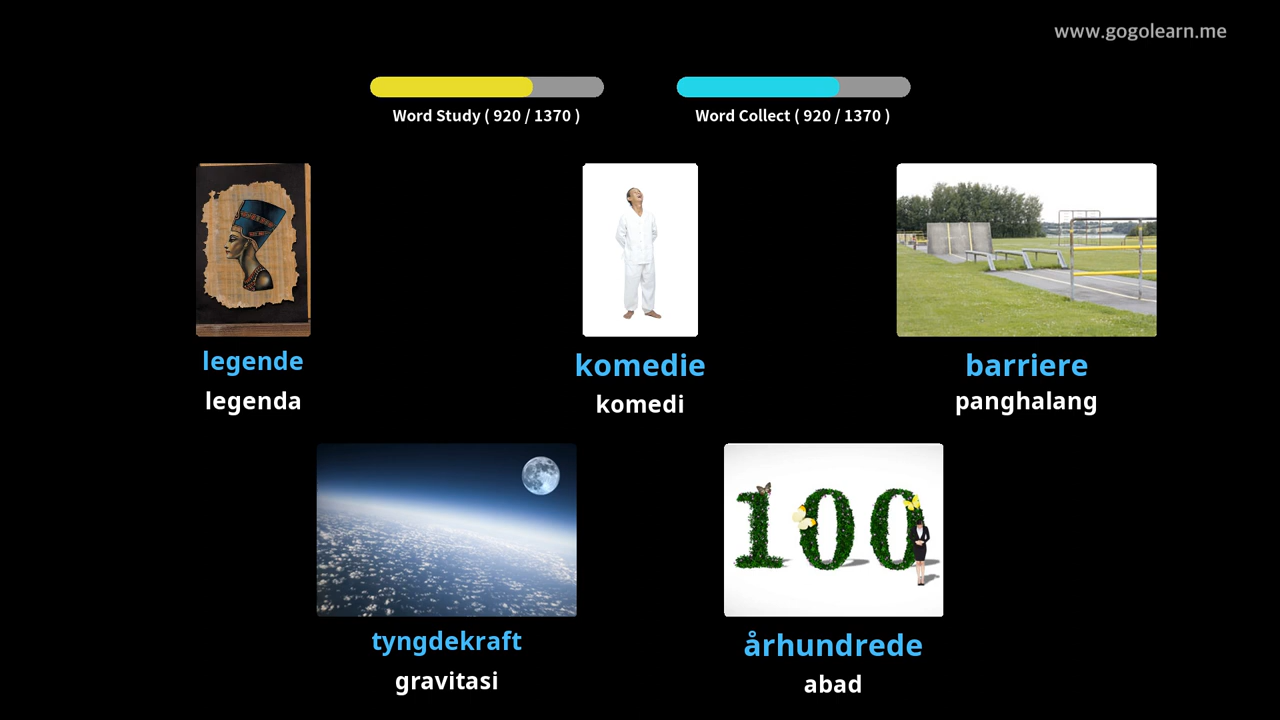 www.gogolearn.me
Word Study ( 920 / 1370 )
Word Collect ( 920 / 1370 )
legende
legenda
komedie
komedi
barriere
panghalang
100
tyngdekraft
gravitasi
århundrede
abad